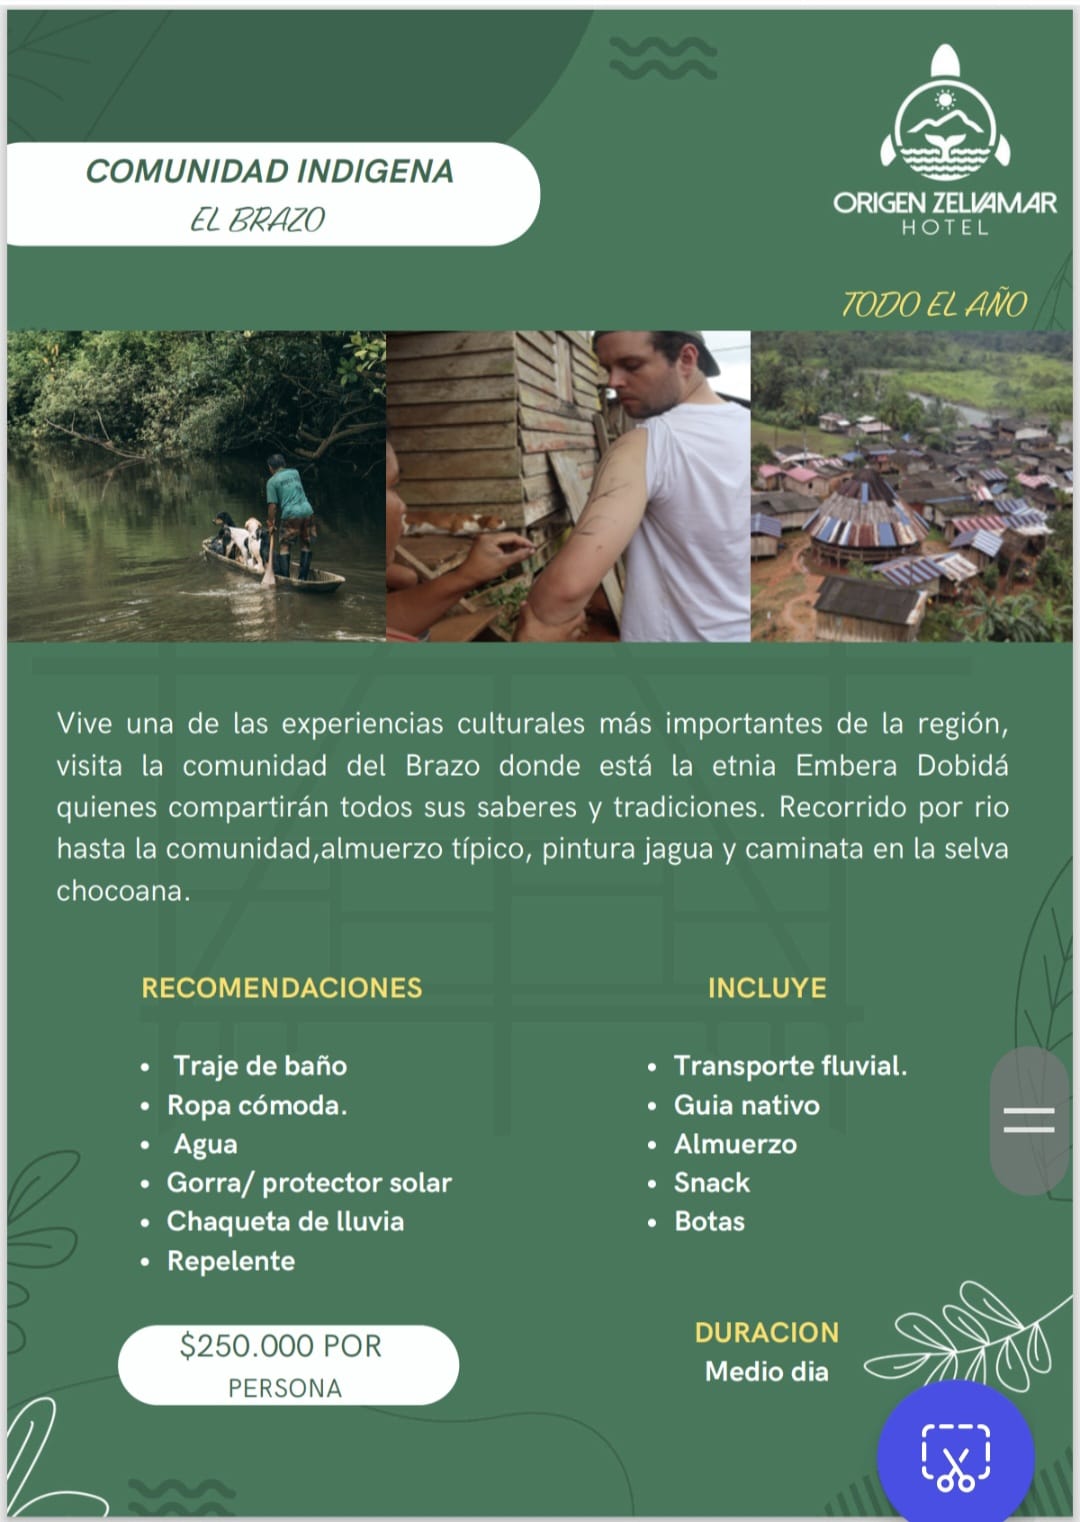 COMUNIDAD INDIGENA
EL BRAZO
ORIGEN ZELVAMAR
HOTEL
TODO EL AÑO
Vive una de las experiencias culturales más importantes de la región,
visita la comunidad del Brazo donde está la etnia Embera Dobidá
quienes compartirán todos sus saberes y tradiciones. Recorrido por rio
hasta la comunidad,almuerzo típico, pintura jagua y caminata en la selva
chocoana.
RECOMENDACIONES
• Traje de baño
• Ropa cómoda.
• Agua
• Gorra/ protector solar
• Chaqueta de lluvia
• Repelente
$250.000 POR
PERSONA
INCLUYE
• Transporte fluvial.
• Guia nativo
• Almuerzo
• Snack
• Botas
DURACION
Medio dia